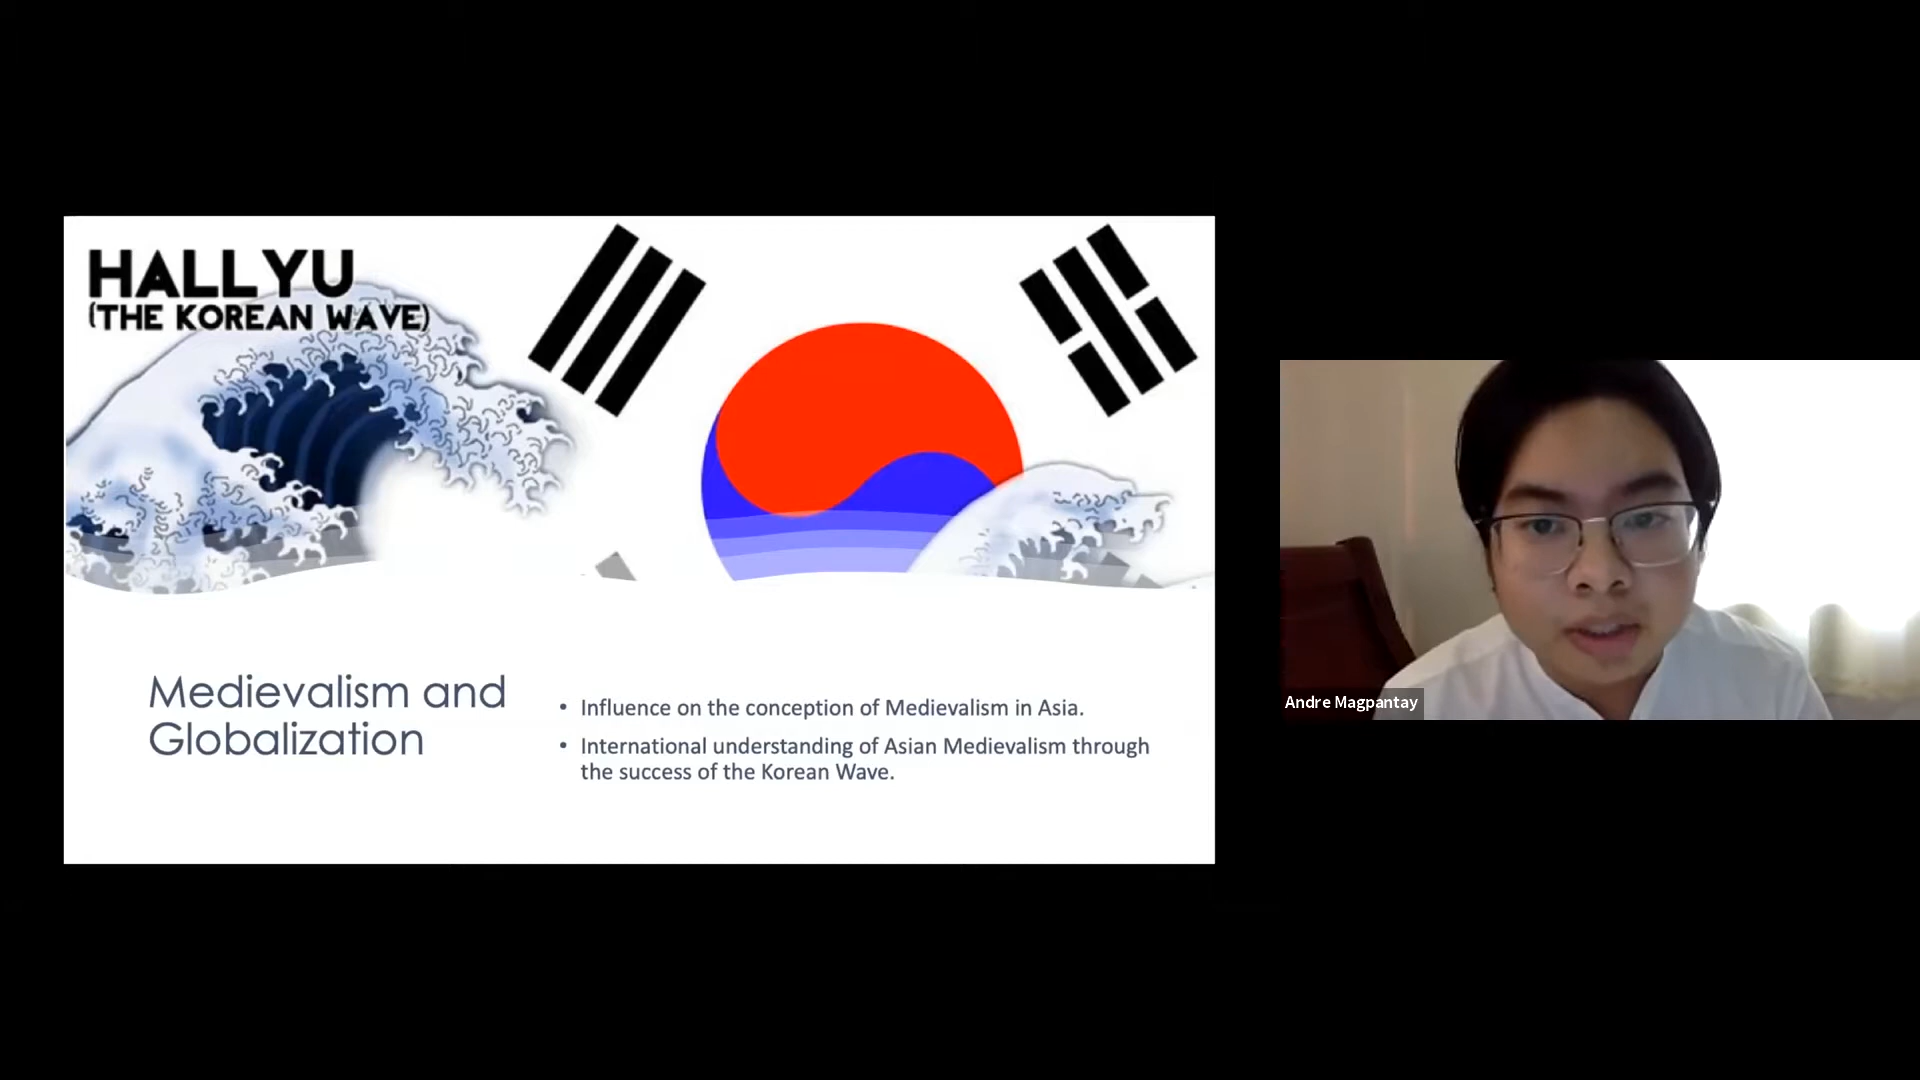 HALLYU
(THE KOREAN WAVE)
Medievalism and
Globalization
• Influence on the conception of Medievalism in Asia.
• International understanding of Asian Medievalism through
the success of the Korean Wave.
Andre Magpantay